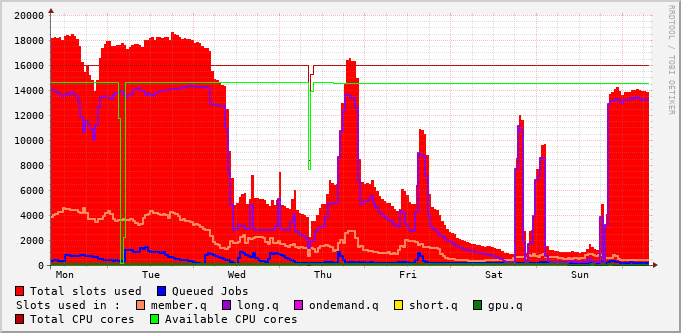 20000
18000
16000
14000
12000
10000
8000
6000
4000
2000
0
Mon Tue Wed Thu Fri Sat Sun
RRDTOOL / TOBI OETIKER
Total slots used Queued Jobs
Slots used in : member.q long.q ondemand.q short.q gpu.q
Total CPU cores Available CPU cores